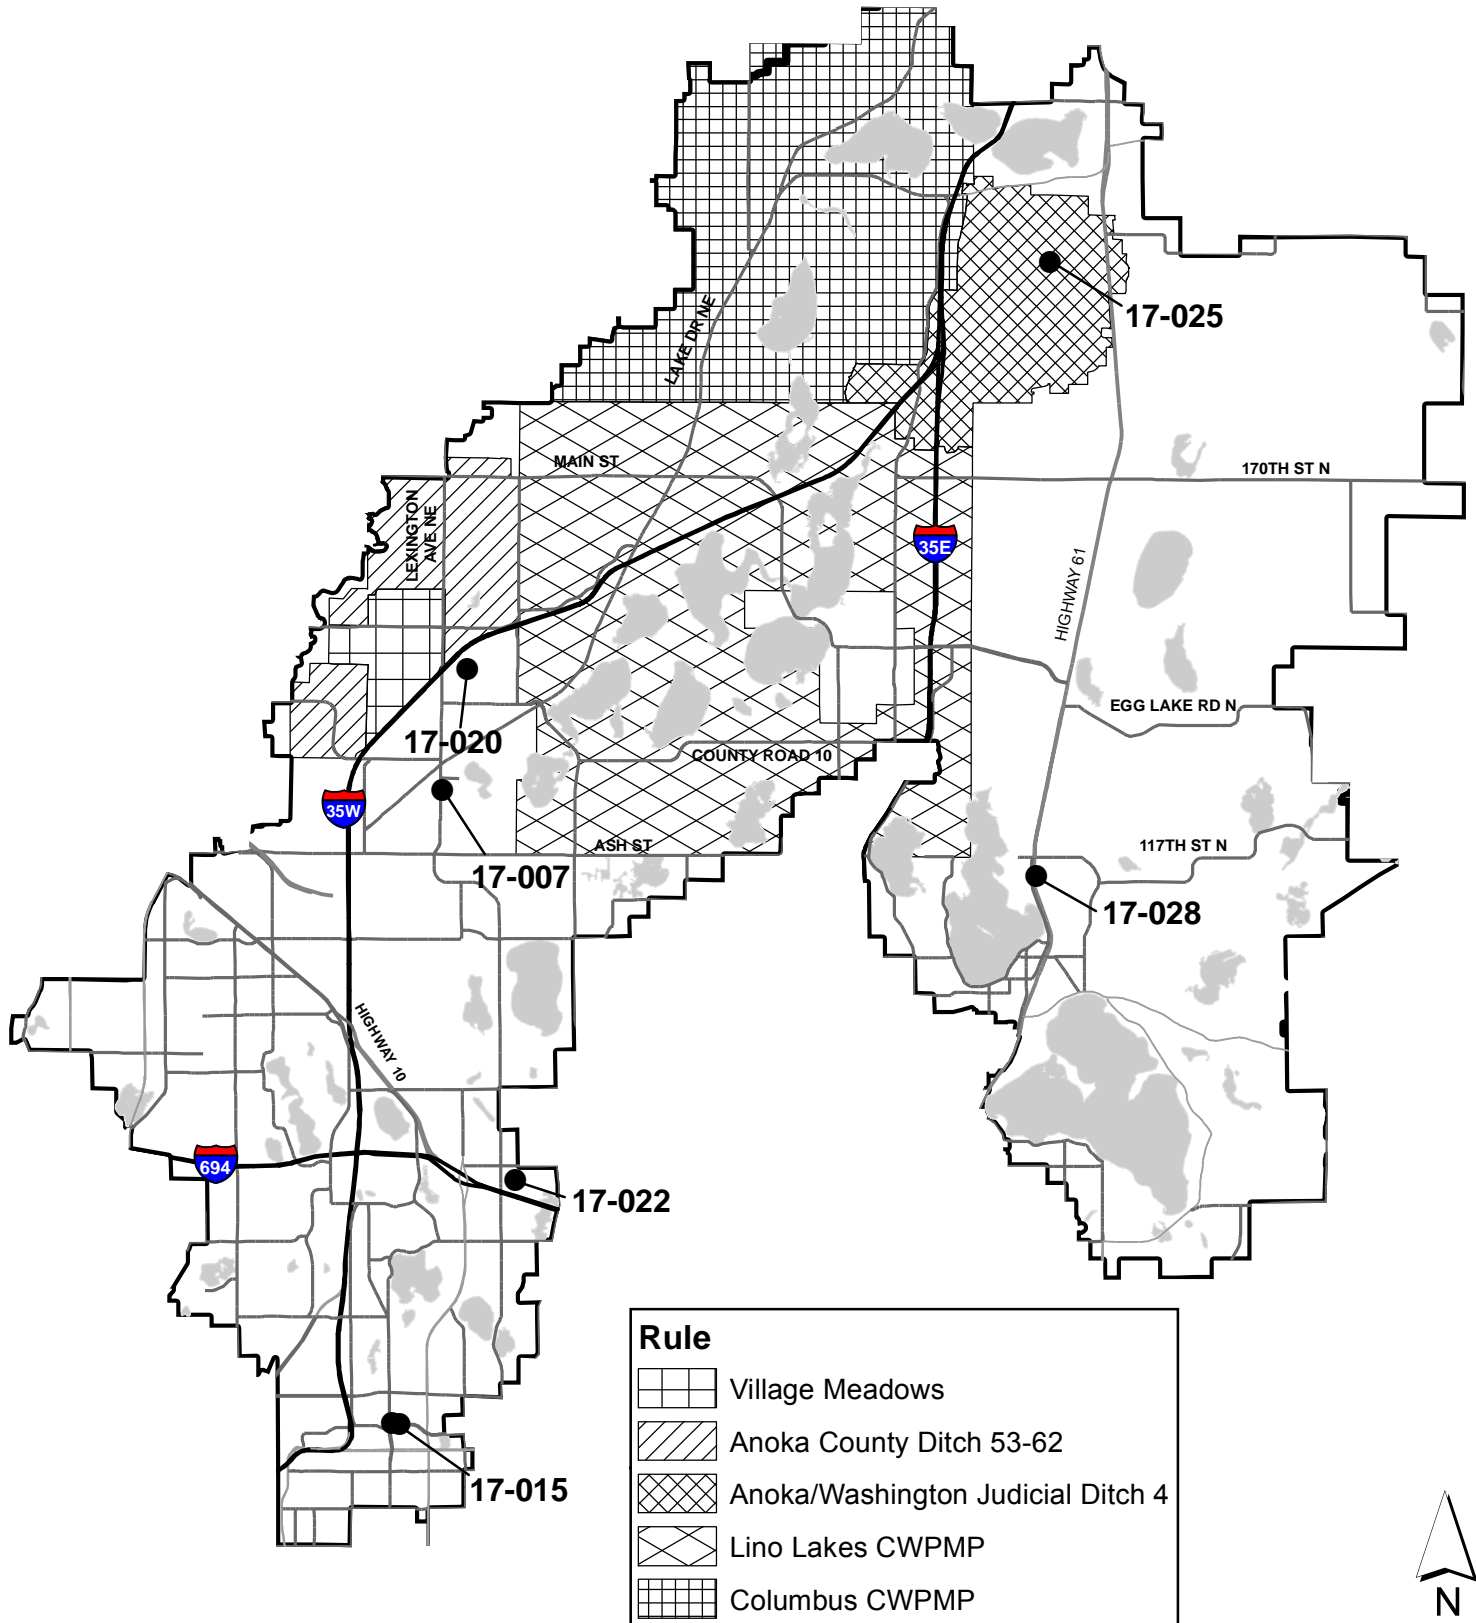 17-025
LAKE DR NE
MAIN ST
170TH ST N
LEXINGTON
AVE NE
35E
HIGHWAY 61
EGG LAKE RD N
17-020
COUNTY ROAD 10
35W
ASH ST
117TH ST N
17-007
17-028
HIGHWAY 10
694
17-022
17-015
Rule
Village Meadows
Anoka County Ditch 53-62
Anoka/Washington Judicial Ditch 4
Lino Lakes CWPMP
Columbus CWPMP
N